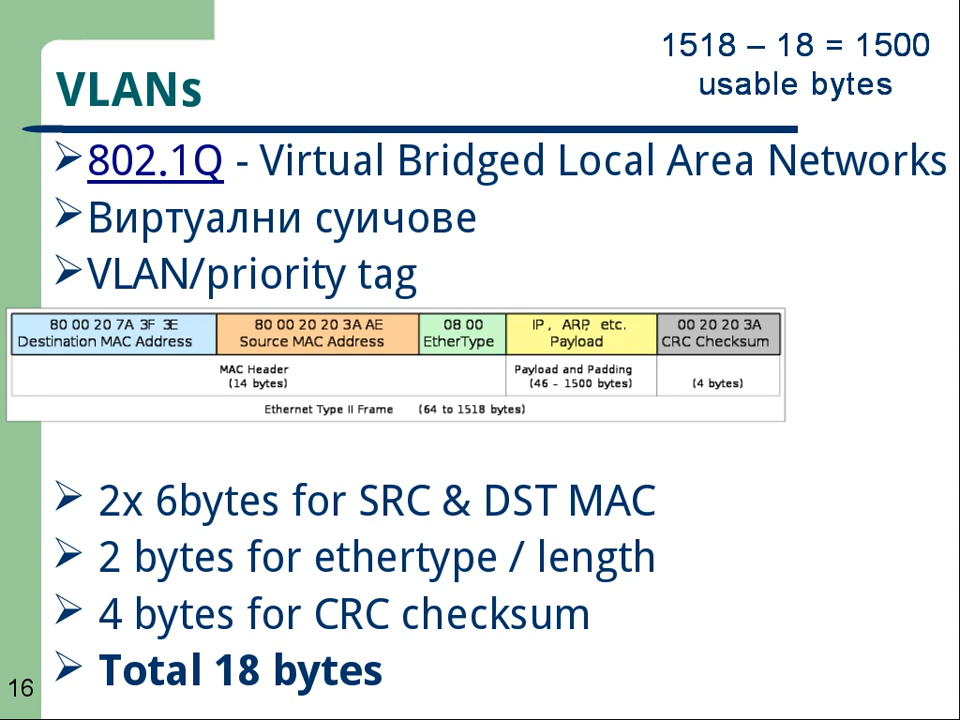 1518 – 18 = 1500
usable bytes
VLANs
802.1Q - Virtual Bridged Local Area Networks
Виртуални суичове
VLAN/priority tag
80 00 20 7A 3F 3E 80 00 20 20 3A AE 08 00 IP, ARP, etc. 00 20 20 3A
Destination MAC Address Source MAC Address EtherType Payload CRC Checksum
MAC Header Payload and Padding
(14 bytes) (46 - 1500 bytes) (4 bytes)
Ethernet Type II Frame (64 to 1518 bytes)
2x 6bytes for SRC & DST MAC
2 bytes for ethertype / length
4 bytes for CRC checksum
Total 18 bytes
16